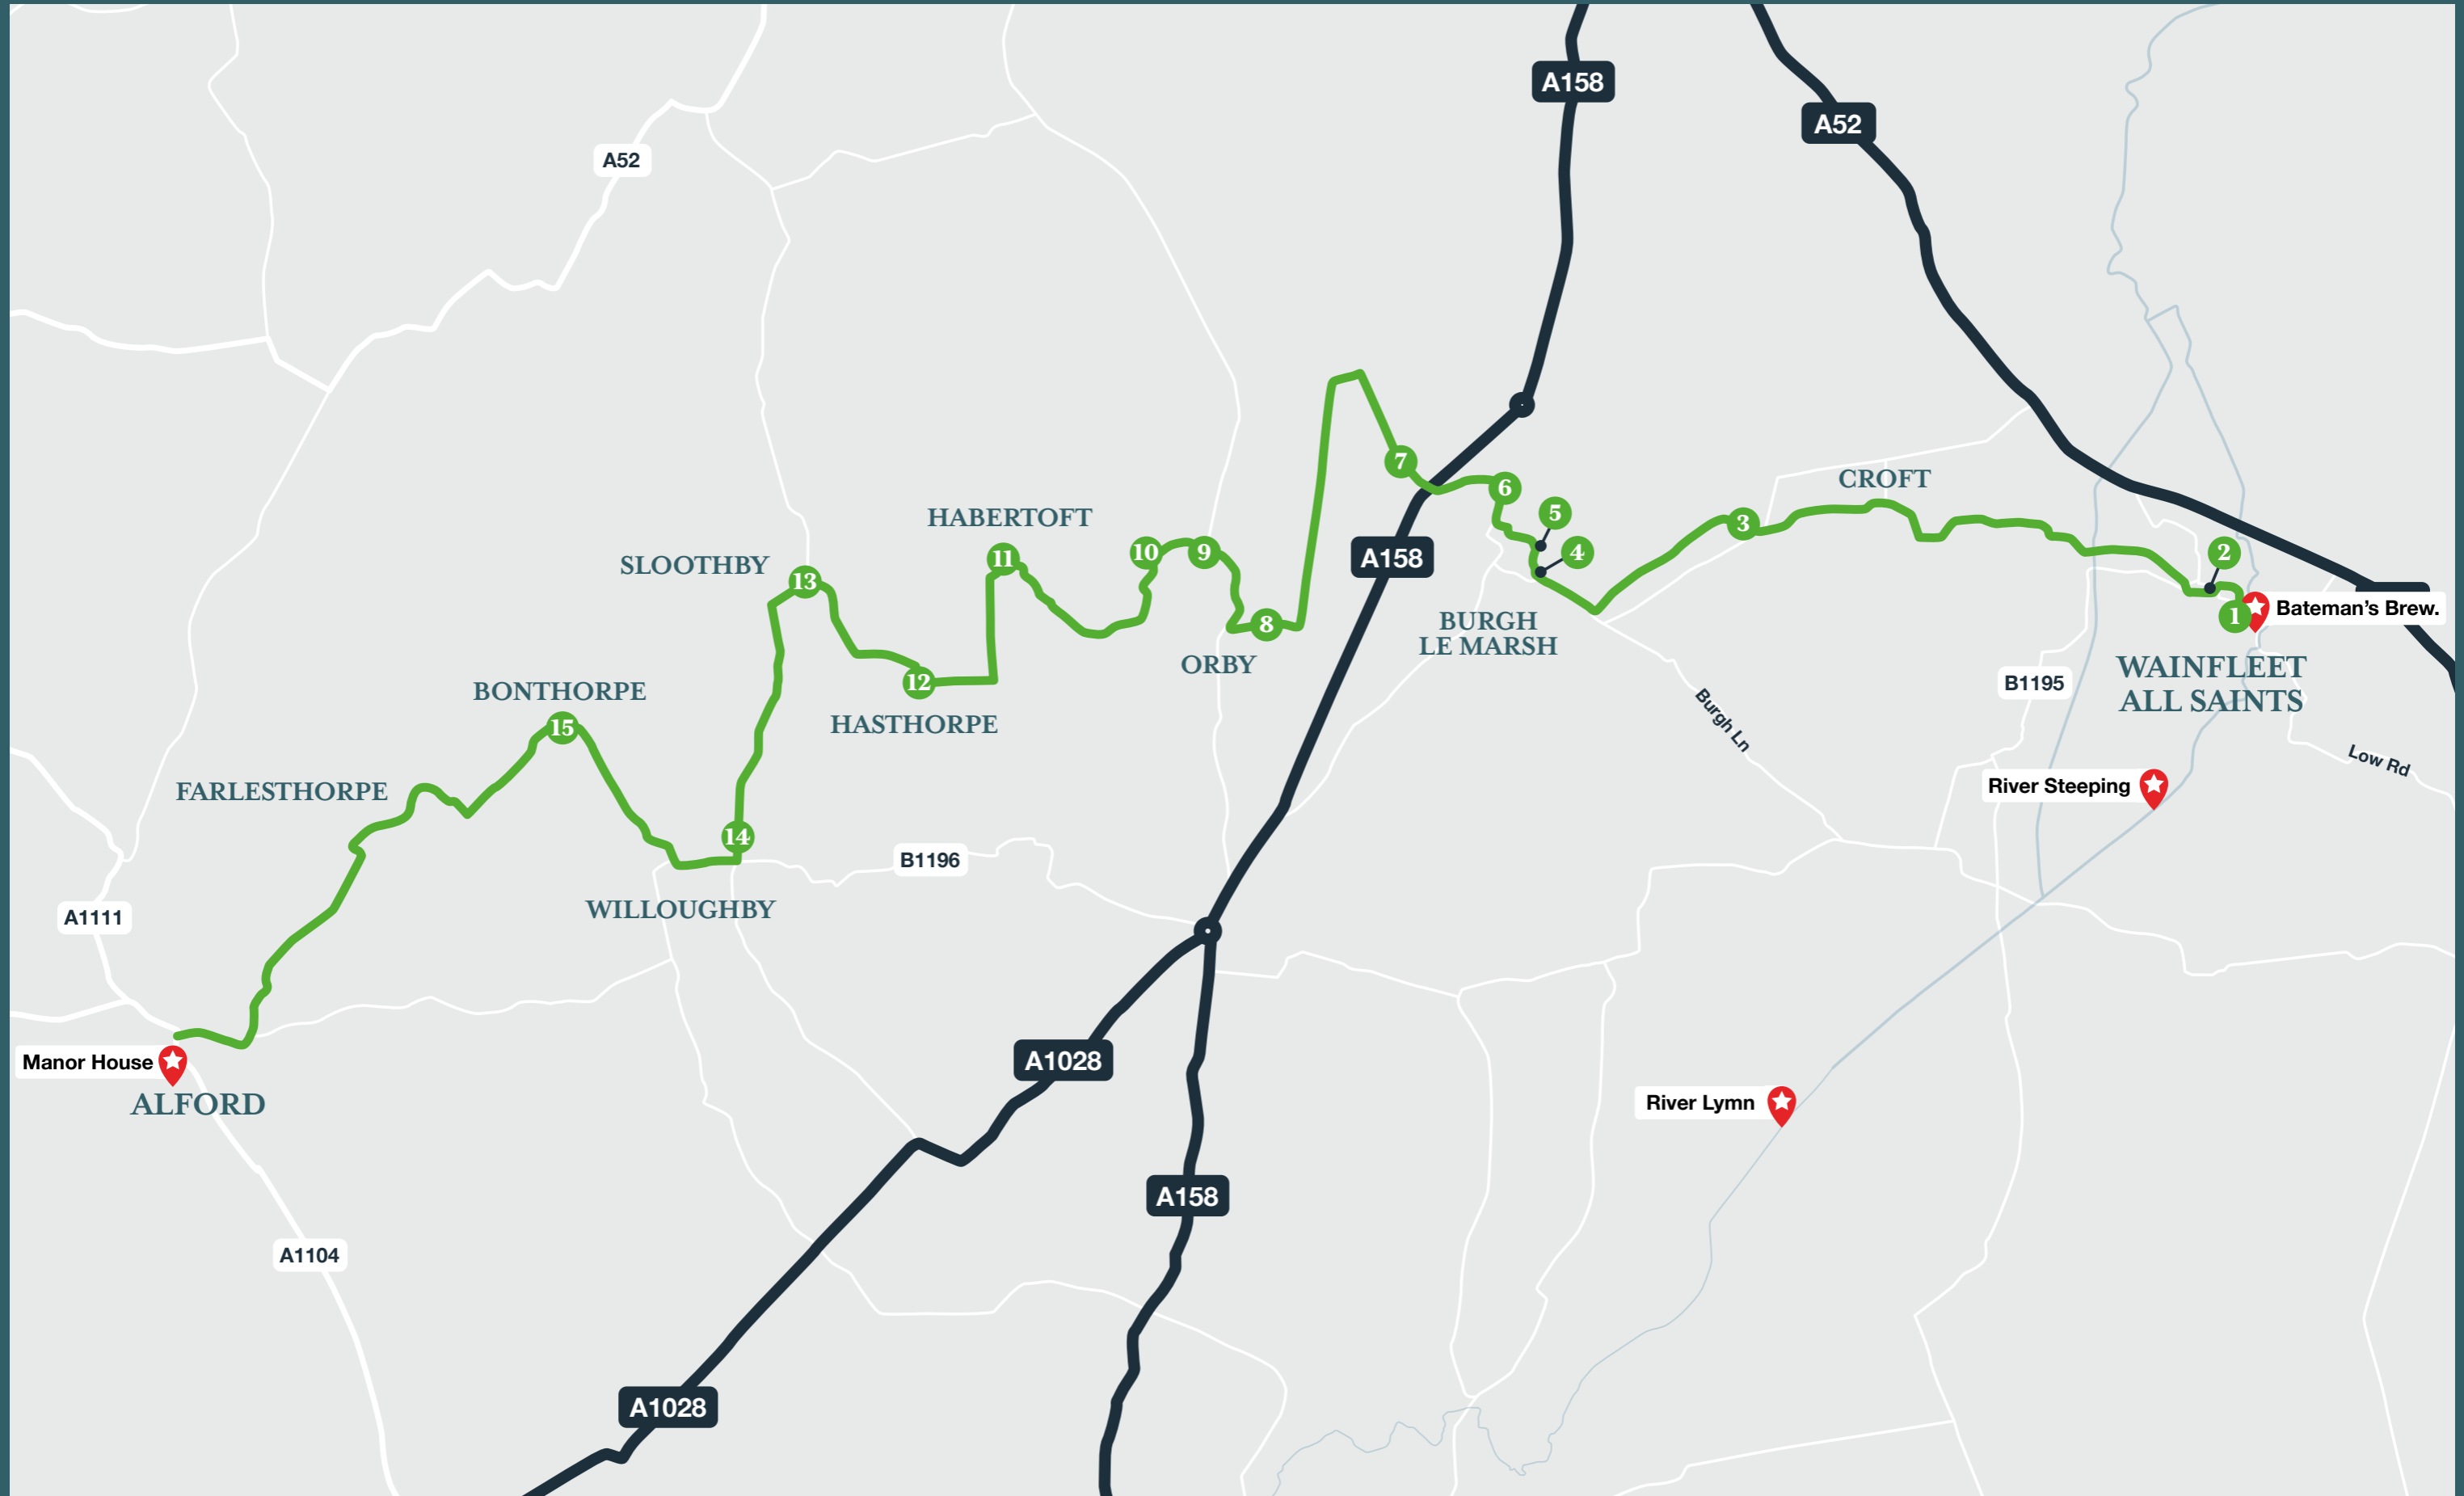 A158
A52
A52
7
6
CROFT
5
3
HABERTOFT
4
10
9
11
A158
2
SLOOTHBY
13
Bateman's Brew.
1
BURGH
LE MARSH
8
ORBY
WAINFLEET
ALL SAINTS
12
B1195
BONTHORPE
HASTHORPE
15
Burgh Ln
Low Rd
FARLESTHORPE
River Steeping
14
B1196
WILLOUGHBY
A1111
Manor House
A1028
ALFORD
River Lymn
A158
A1104
A1028